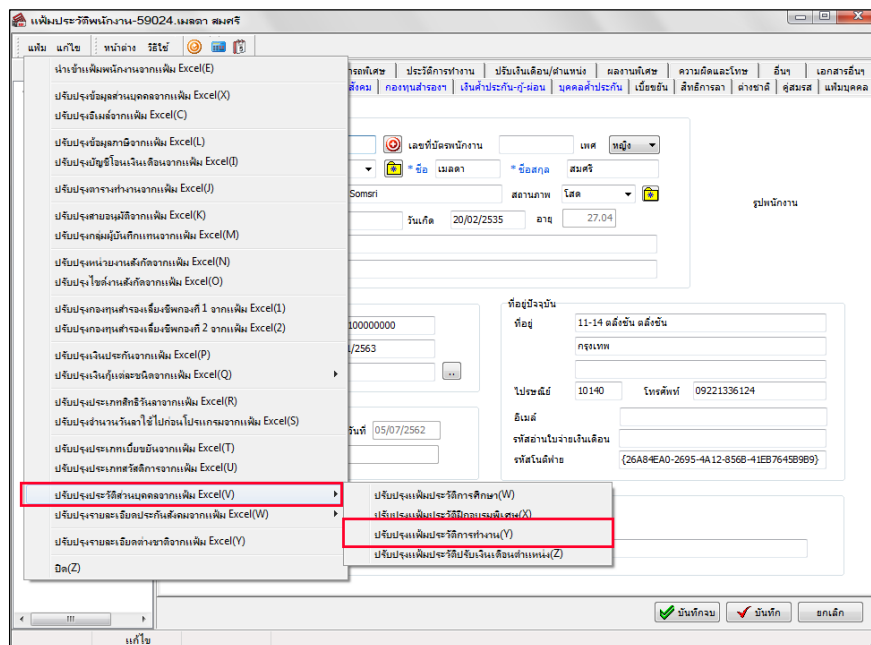 แฟ้มประวัติพนักงาน-59024.เมลดา สมศรี
แฟ้ม แก้ไข หน้าต่าง วิธีใช้
นำเข้าแฟ้มพนักงานจากแฟ้ม Excel(E)
ปรับปรุงข้อมูลส่วนบุคคลจากแฟ้ม Excel(X)
ปรับปรุงอีเมล์จากแฟ้ม Excel(C)
ปรับปรุงข้อมูลภาษีจากแฟ้ม Excel(L)
ปรับปรุงบัญชีโอนเงินเดือนจากแฟ้ม Excel(I)
ปรับปรุงตารางทำงานจากแฟ้ม Excel(J)
ปรับปรุงสายอนุมัติจากแฟ้ม Excel(K)
ปรับปรุงกลุ่มผู้บันทึกแทนจากแฟ้ม Excel(M)
ปรับปรุงหน่วยงานสังกัดจากแฟ้ม Excel(N)
ปรับปรุงไซต์งานสังกัดจากแฟ้ม Excel(O)
ปรับปรุงกองทุนสำรองเลี้ยงชีพกองที่ 1 จากแฟ้ม Excel(1)
ปรับปรุงกองทุนสำรองเลี้ยงชีพกองที่ 2 จากแฟ้ม Excel(2)
ปรับปรุงเงินประกันจากแฟ้ม Excel(P)
ปรับปรุงเงินกู้แต่ละชนิดจากแฟ้ม Excel(Q)
ปรับปรุงประเภทสิทธิวันลาจากแฟ้ม Excel(R)
ปรับปรุงจำนวนวันลาใช้ไปก่อนโปรแกรมจากแฟ้ม Excel(S)
ปรับปรุงประเภทเบี้ยขยันจากแฟ้ม Excel(T)
ปรับปรุงประเภทสวัสดิการจากแฟ้ม Excel(U)
ปรับปรุงประวัติส่วนบุคคลจากแฟ้ม Excel(V)
ปรับปรุงรายละเอียดประกันสังคมจากแฟ้ม Excel(W)
ปรับปรุงรายละเอียดต่างชาติจากแฟ้ม Excel(Y)
ปิด(Z)
ปรับปรุงแฟ้มประวัติการศึกษา(W)
ปรับปรุงแฟ้มประวัติฝึกอบรมพิเศษ(X)
ปรับปรุงแฟ้มประวัติการทำงาน(Y)
ปรับปรุงแฟ้มประวัติปรับเงินเดือนตำแหน่ง(Z)
ารถพิเศษ ประวัติการทำงาน ปรับเงินเดือน/ตำแหน่ง ผลงานพิเศษ ความผิดและโทษ อื่นๆ เอกสารอื่นๆ
สังคม กองทุนสำรองฯ เงินค้ำประกัน-กู้-ผ่อน บุคคลค้ำประกัน เบี้ยขยัน สิทธิการลา ต่างชาติ คู่สมรส แฟ้มบุคคล
เลขที่บัตรพนักงาน เพศ หญิง
* ชื่อ เมลดา * ชื่อสกุล สมศรี
Somsri สถานภาพ โสด
วันเกิด 20/02/2535 อายุ 27.04
รูปพนักงาน
100000000
1/2563
วันที่ 05/07/2562
ที่อยู่ปัจจุบัน
ที่อยู่ 11-14 ตลิ่งชัน ตลิ่งชัน
กรุงเทพ
ไปรษณีย์ 10140 โทรศัพท์ 09221336124
อีเมล์
รหัสอ่านใบจ่ายเงินเดือน
รหัสโนติฟาย {26A84EA0-2695-4A12-856B-41EB7645B9B9}
บันทึกจบ บันทึก ยกเลิก
แก้ไข